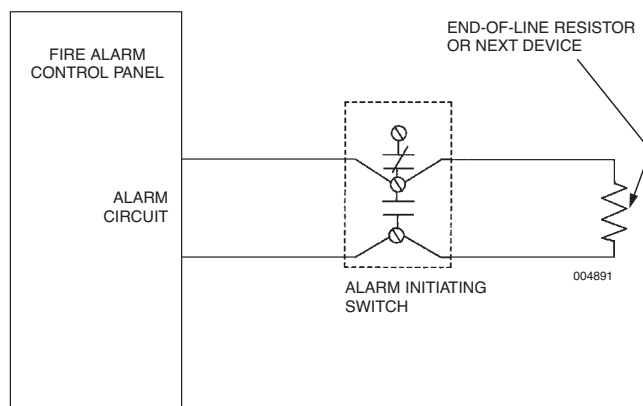 END-OF-LINE RESISTOR
OR NEXT DEVICE
FIRE ALARM
CONTROL PANEL
ALARM
CIRCUIT
004891
ALARM INITIATING
SWITCH